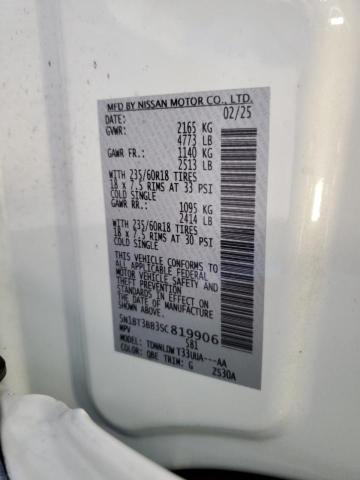 MFD BY NISSAN MOTOR CO., LTD.
DATE: 02/25
GVWR: 2165 KG
4773 LB
GAWR FR.: 1140 KG
2513 LB
WITH 235/60R18 TIRES
18 x 7.5 RIMS AT 33 PSI
COLD SINGLE
GAWR RR: 1095 KG
2414 LB
WITH 235/60R18 TIRES
18 x 7.5 RIMS AT 30 PSI
COLD SINGLE
THIS VEHICLE CONFORMS TO
ALL APPLICABLE FEDERAL
MOTOR VEHICLE SAFETY AND
THEFT PREVENTION STANDARDS
IN EFFECT ON THE DATE OF
MANUFACTURE SHOWN ABOVE.
5N1BT3BB3SC819906
MPV 581
MODEL: T33UUA---AA
COLOR: QBE TRIM: G ZS30A